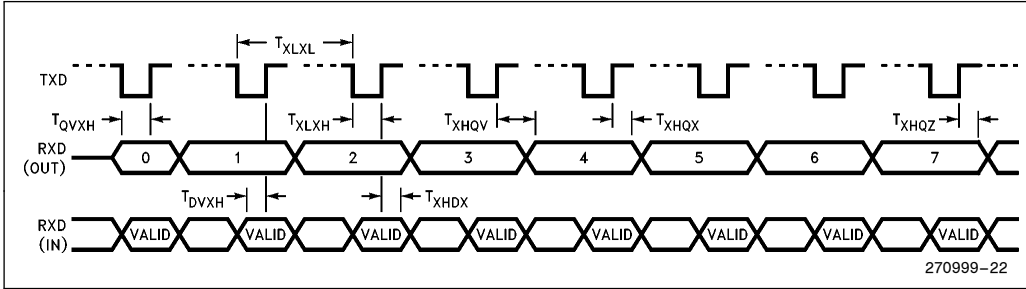 T_XLXL
TXD
T_QVXH T_XLXH T_XHQV T_XHQX T_XHQZ
RXD (OUT) 0 1 2 3 4 5 6 7
T_DVXH T_XHDX
RXD (IN) VALID VALID VALID VALID VALID VALID VALID VALID
270999-22